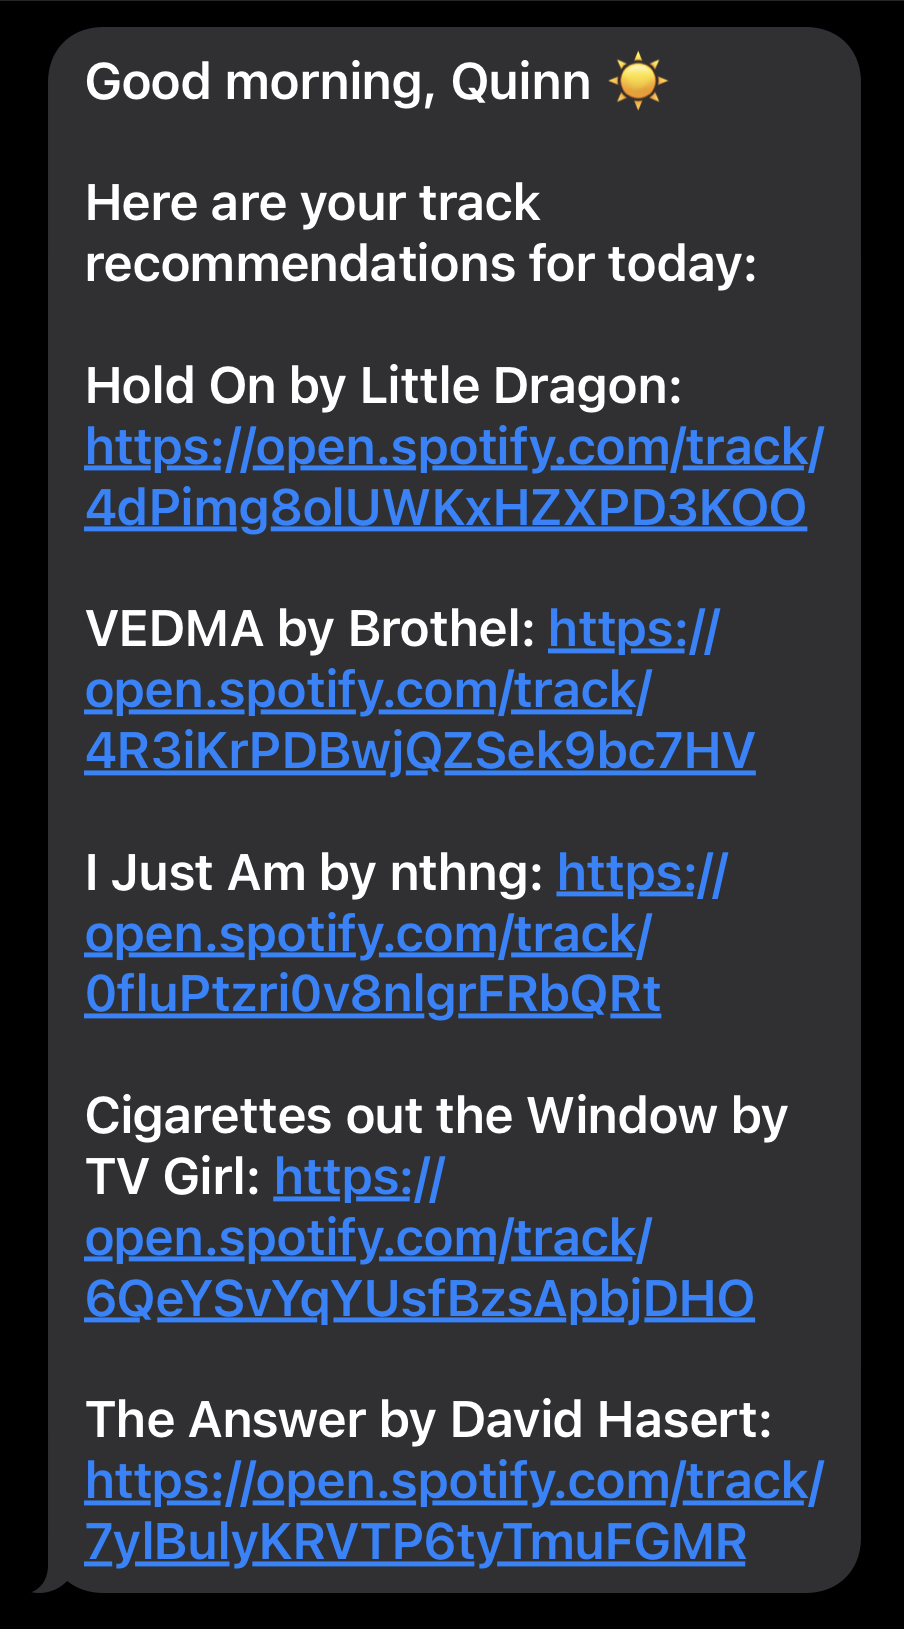 Good morning, Quinn ☀️
Here are your track
recommendations for today:
Hold On by Little Dragon:
https://open.spotify.com/track/
4dPimg8olUWKxHZXPD3KOO
VEDMA by Brothel: https://
open.spotify.com/track/
4R3iKrPDBwjQZSek9bc7HV
I Just Am by nthng: https://
open.spotify.com/track/
0fluPtzri0v8nlgrFRbQRt
Cigarettes out the Window by
TV Girl: https://
open.spotify.com/track/
6QeYSvYqYUsfBzsApbjDHO
The Answer by David Hasert:
https://open.spotify.com/track/
7ylBulyKRVTP6tyTmuFGMR